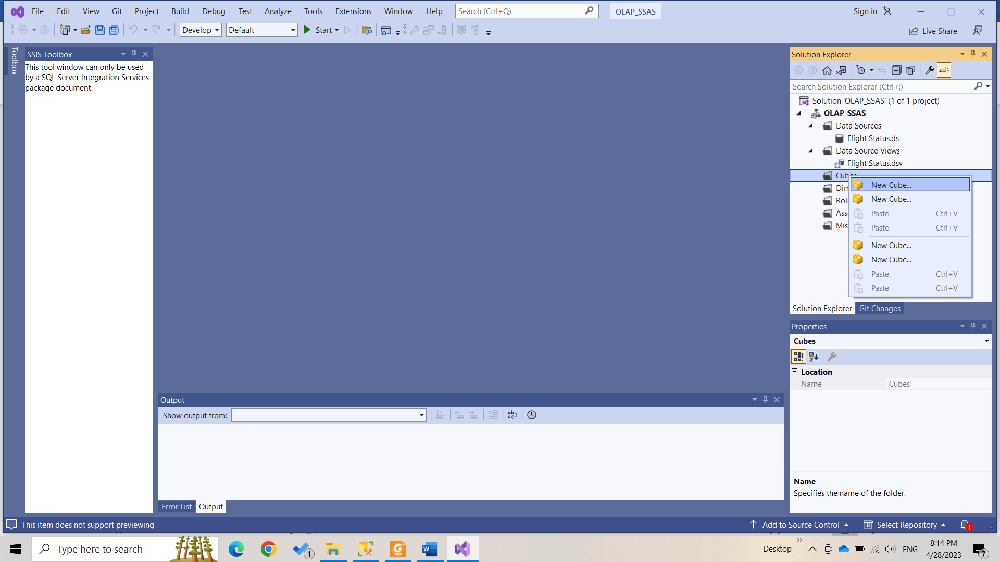 File Edit View Git Project Build Debug Test Analyze Tools Extensions Window Help Search (Ctrl+Q) OLAP_SSAS Sign in
Develop Default Start Live Share
Toolbox
SSIS Toolbox
This tool window can only be used
by a SQL Server Integration Services
package document.
Solution Explorer
Search Solution Explorer (Ctrl+;)
Solution 'OLAP_SSAS' (1 of 1 project)
OLAP_SSAS
Data Sources
Flight Status.ds
Data Source Views
Flight Status.dsv
Cubes
New Cube...
Dim
New Cube...
Rol
Paste Ctrl+V
Ass
Paste Ctrl+V
Mis
New Cube...
New Cube...
Paste Ctrl+V
Paste Ctrl+V
Solution Explorer Git Changes
Properties
Cubes
Location
Name Cubes
Name
Specifies the name of the folder.
Output
Show output from:
Error List Output
This item does not support previewing Add to Source Control Select Repository 1
Type here to search 1 Desktop ENG 8:14 PM
4/28/2023 7